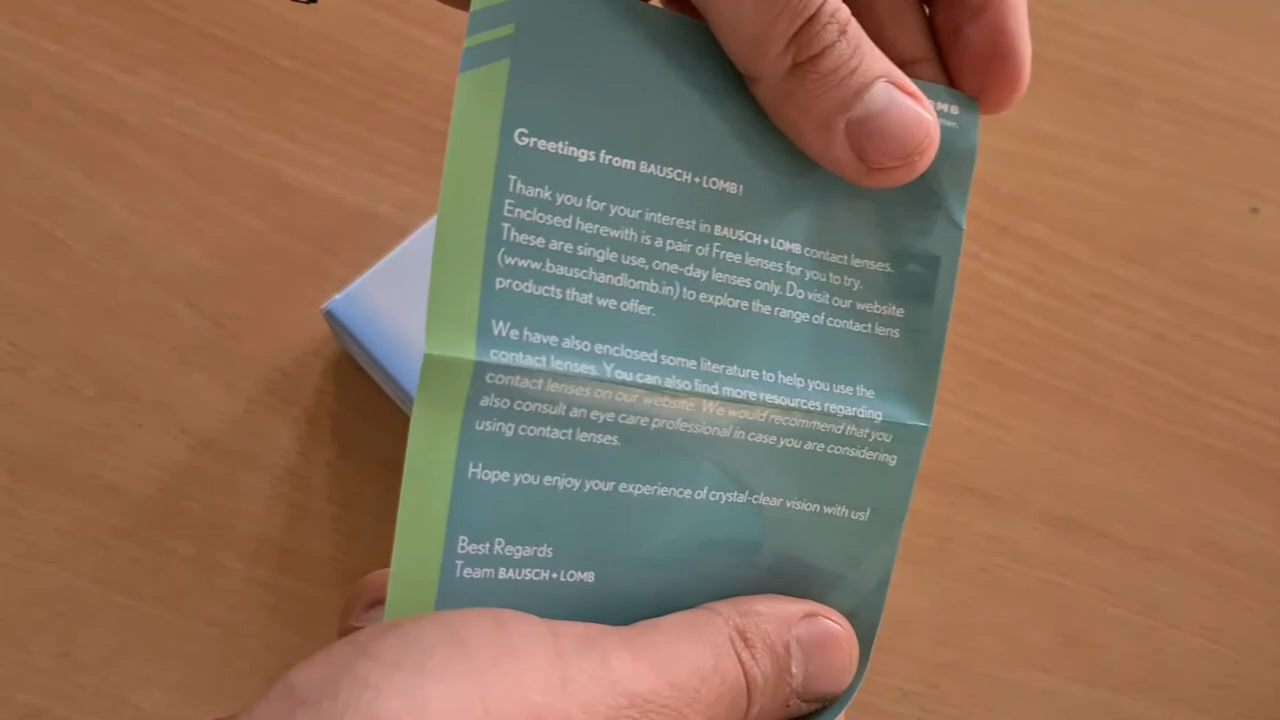 Greetings from BAUSCH + LOMB!
Thank you for your interest in BAUSCH + LOMB contact lenses.
Enclosed herewith is a pair of Free lenses for you to try.
These are single use, one-day lenses only. Do visit our website
(www.bauschandlomb.in) to explore the range of contact lens
products that we offer.
We have also enclosed some literature to help you use the
contact lenses. You can also find more resources regarding
contact lenses on our website. We would recommend that you
also consult an eye care professional in case you are considering
using contact lenses.
Hope you enjoy your experience of crystal-clear vision with us!
Best Regards
Team BAUSCH + LOMB